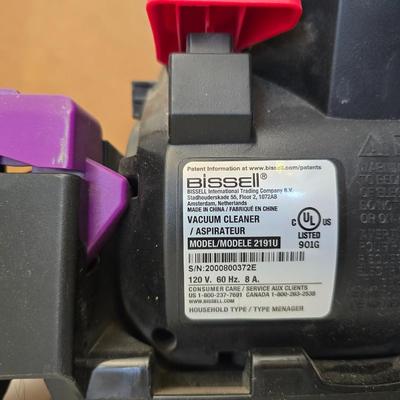 Patent Information at www.bissell.com/patents
BISSELL®
BISSELL International Trading Company B.V.
Stadhouderskade 55, Floor 2, 1072AB
Amsterdam, Netherlands
MADE IN CHINA / FABRIQUÉ EN CHINE
VACUUM CLEANER
/ ASPIRATEUR
MODEL/MODELE 2191U
C UL US
LISTED
901G
S/N:2000800372E
120 V. 60 Hz. 8 A.
CONSUMER CARE / SERVICE AUX CLIENTS
US 1-800-237-7691 CANADA 1-800-263-2535
WWW.BISSELL.COM
HOUSEHOLD TYPE / TYPE MENAGER